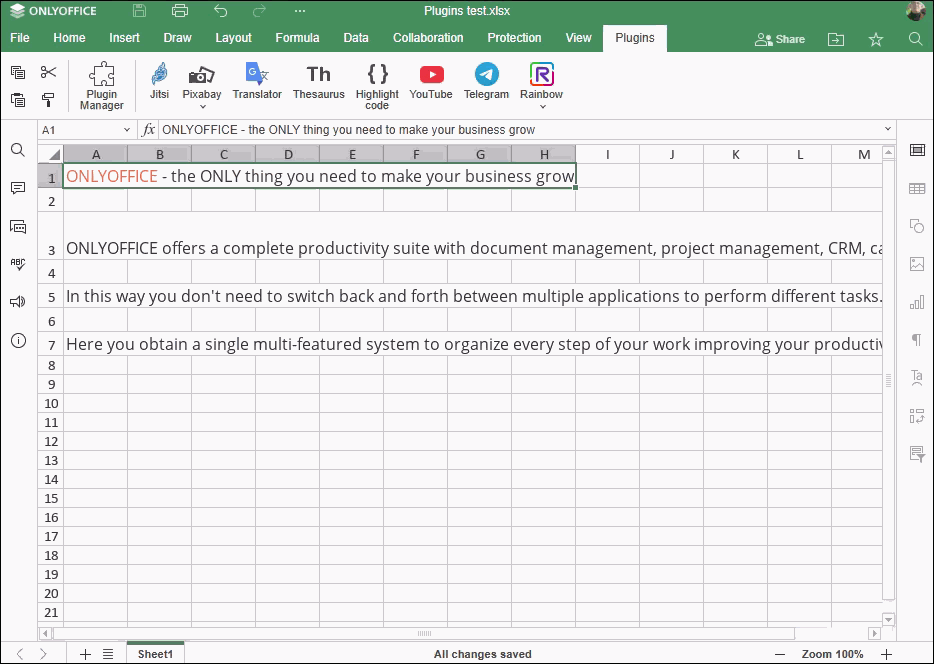 ONLYOFFICE
Plugins test.xlsx
File Home Insert Draw Layout Formula Data Collaboration Protection View Plugins Share
Plugin Manager
Jitsi
Pixabay
Translator
Th
Thesaurus
{ }
Highlight code
YouTube
Telegram
R
Rainbow
A1 fx ONLYOFFICE - the ONLY thing you need to make your business grow
A B C D E F G H I J K L M
1 ONLYOFFICE - the ONLY thing you need to make your business grow
2
3 ONLYOFFICE offers a complete productivity suite with document management, project management, CRM, ca
4
5 In this way you don't need to switch back and forth between multiple applications to perform different tasks.
6
7 Here you obtain a single multi-featured system to organize every step of your work improving your productiv
8
9
10
11
12
13
14
15
16
17
18
19
20
21
Sheet1 All changes saved Zoom 100%